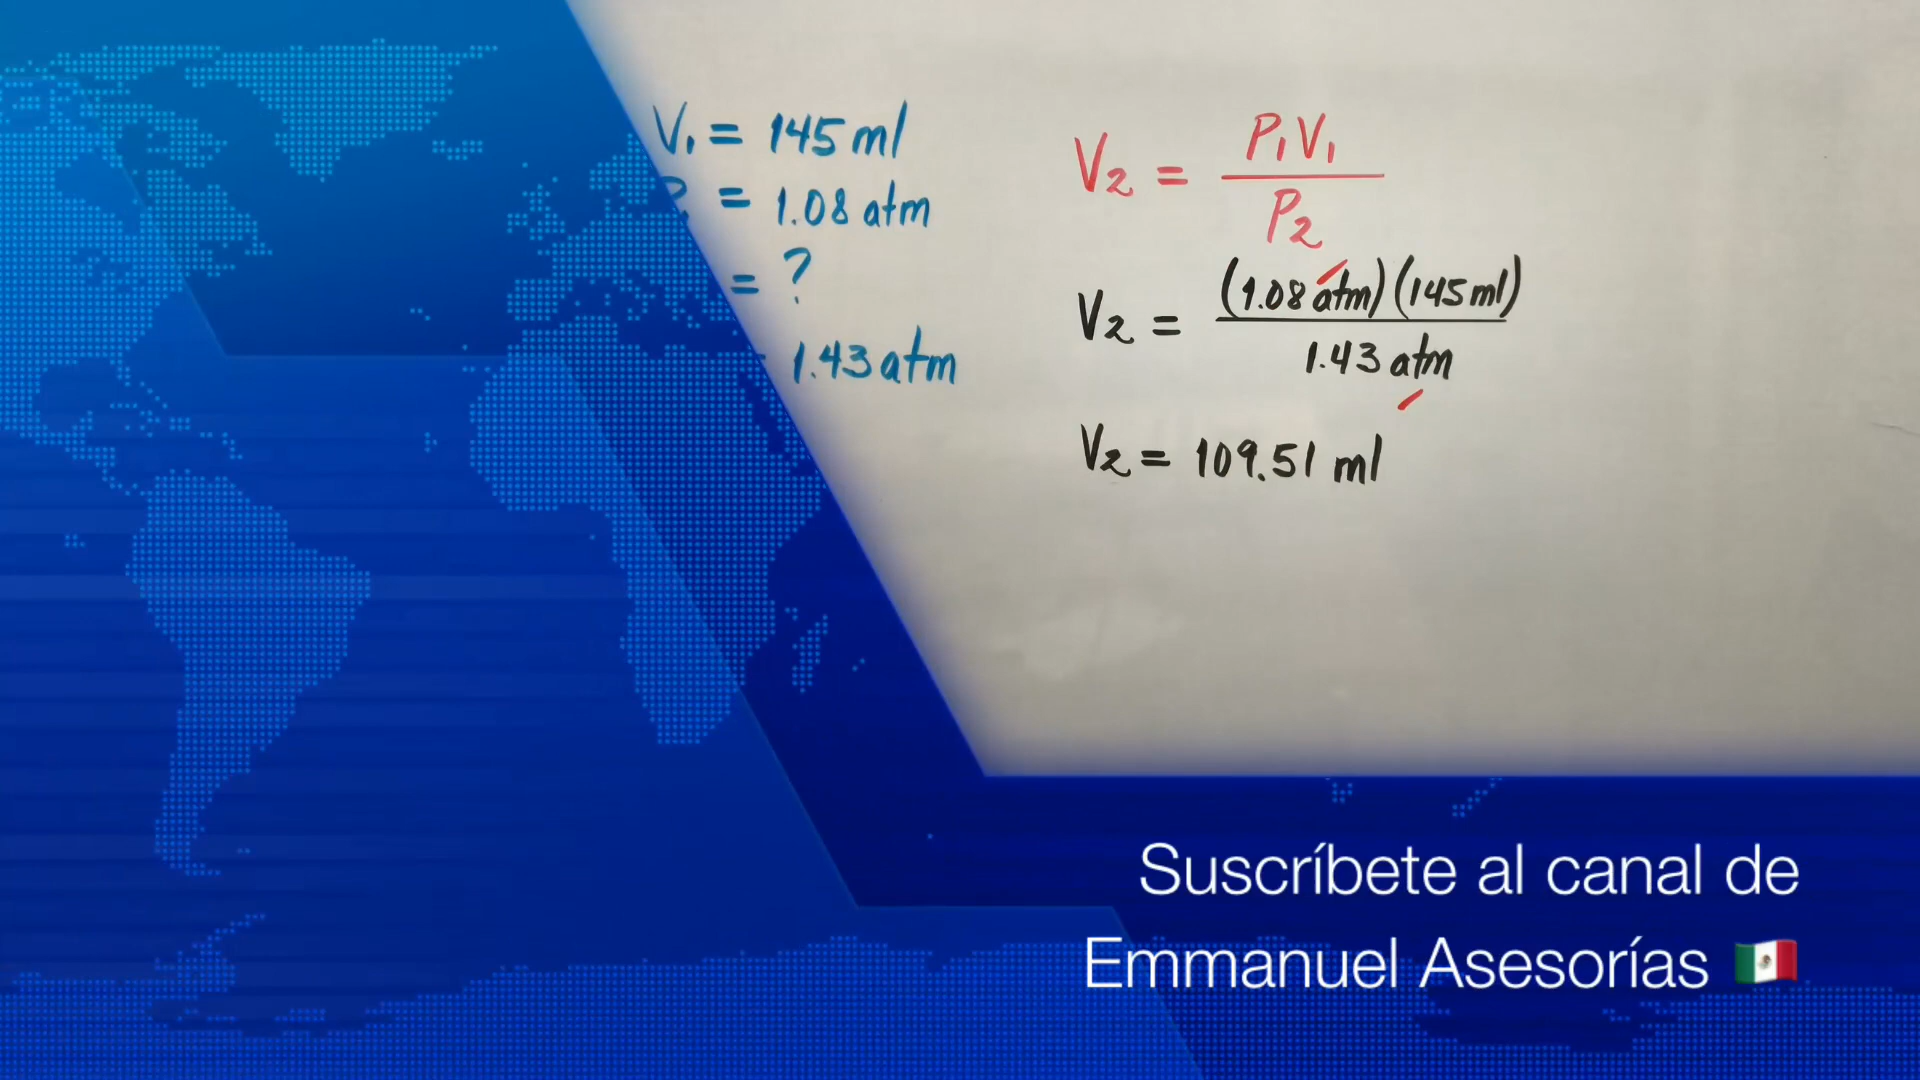 V₁ = 145 ml
P₁ = 1.08 atm
= ?
1.43 atm
V₂ = P₁V₁ / P₂
V₂ = (1.08 atm)(145 ml) / 1.43 atm
V₂ = 109.51 ml
Suscríbete al canal de
Emmanuel Asesorías 🇲🇽